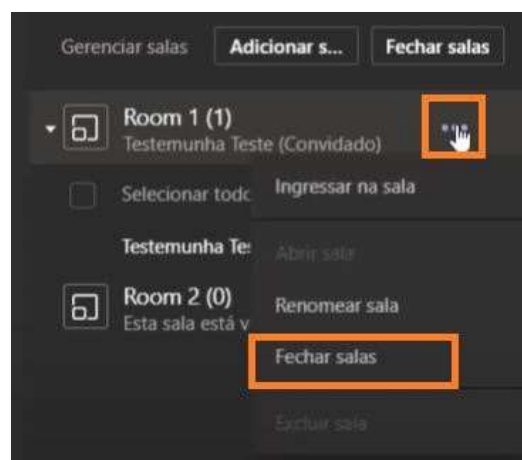 Gerenciar salas Adicionar s... Fechar salas
Room 1 (1)
Testemunha Teste (Convidado)
Selecionar todc
Ingressar na sala
Testemunha Te:
Abrir sala
Room 2 (0)
Esta sala está v
Renomear sala
Fechar salas
Excluir sala